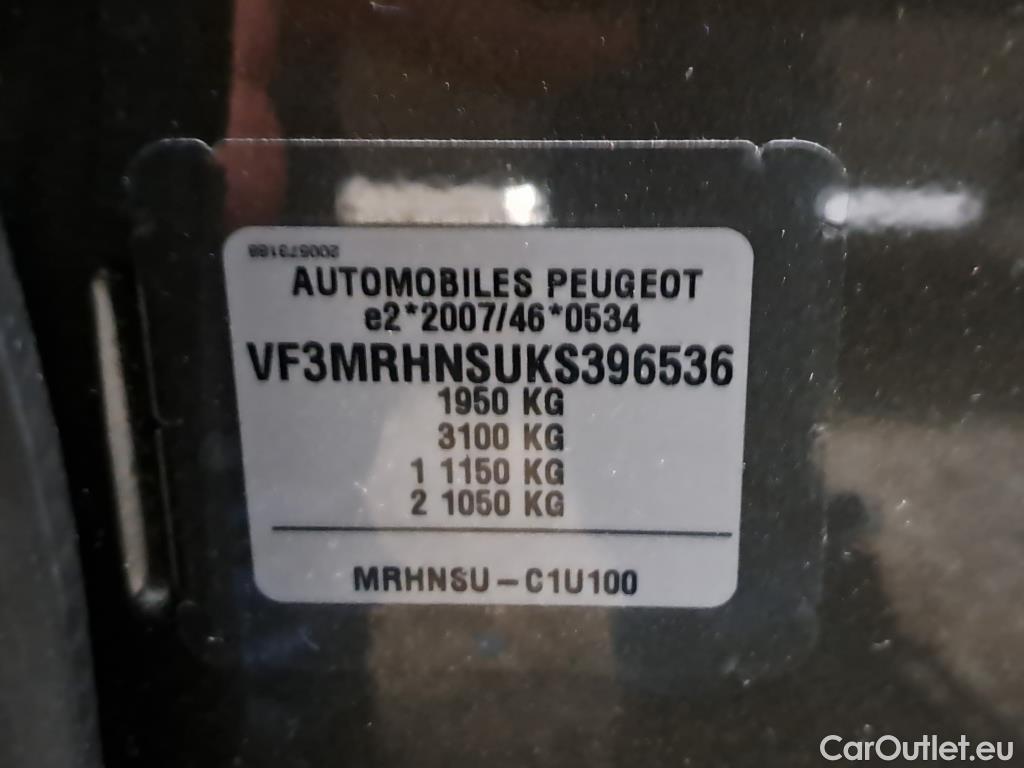 200573188
AUTOMOBILES PEUGEOT
e2*2007/46*0534
VF3MRHNSUKS396536
1950 KG
3100 KG
1 1150 KG
2 1050 KG
MRHNSU-C1U100
CarOutlet.eu